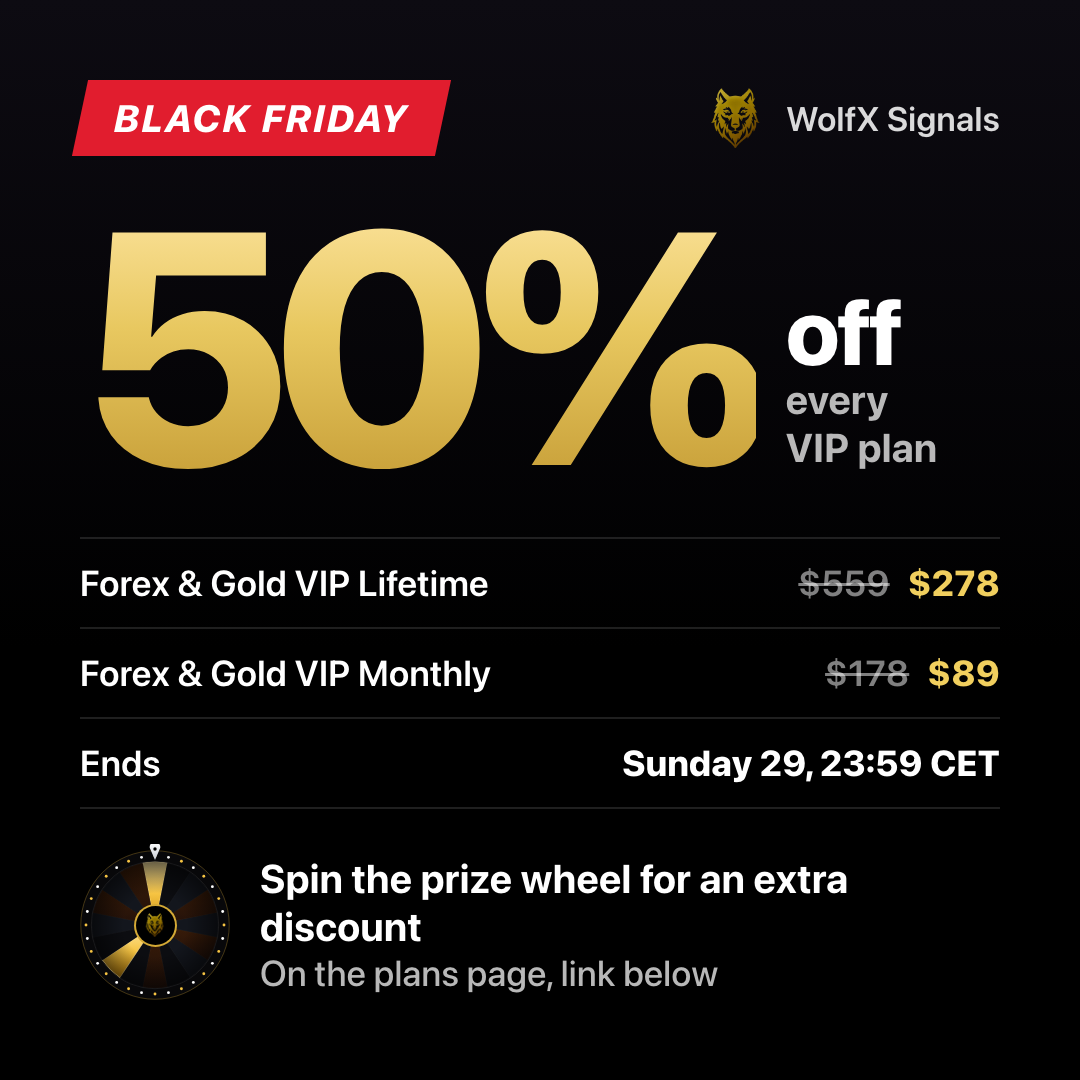 BLACK FRIDAY
WolfX Signals
50%
off
every
VIP plan
Forex & Gold VIP Lifetime $559 $278
Forex & Gold VIP Monthly $178 $89
Ends Sunday 29, 23:59 CET
Spin the prize wheel for an extra
discount
On the plans page, link below